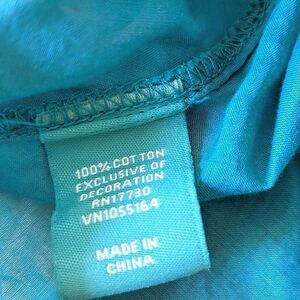 100% COTTON
EXCLUSIVE OF
DECORATION
RN17730
VN1055164
MADE IN
CHINA